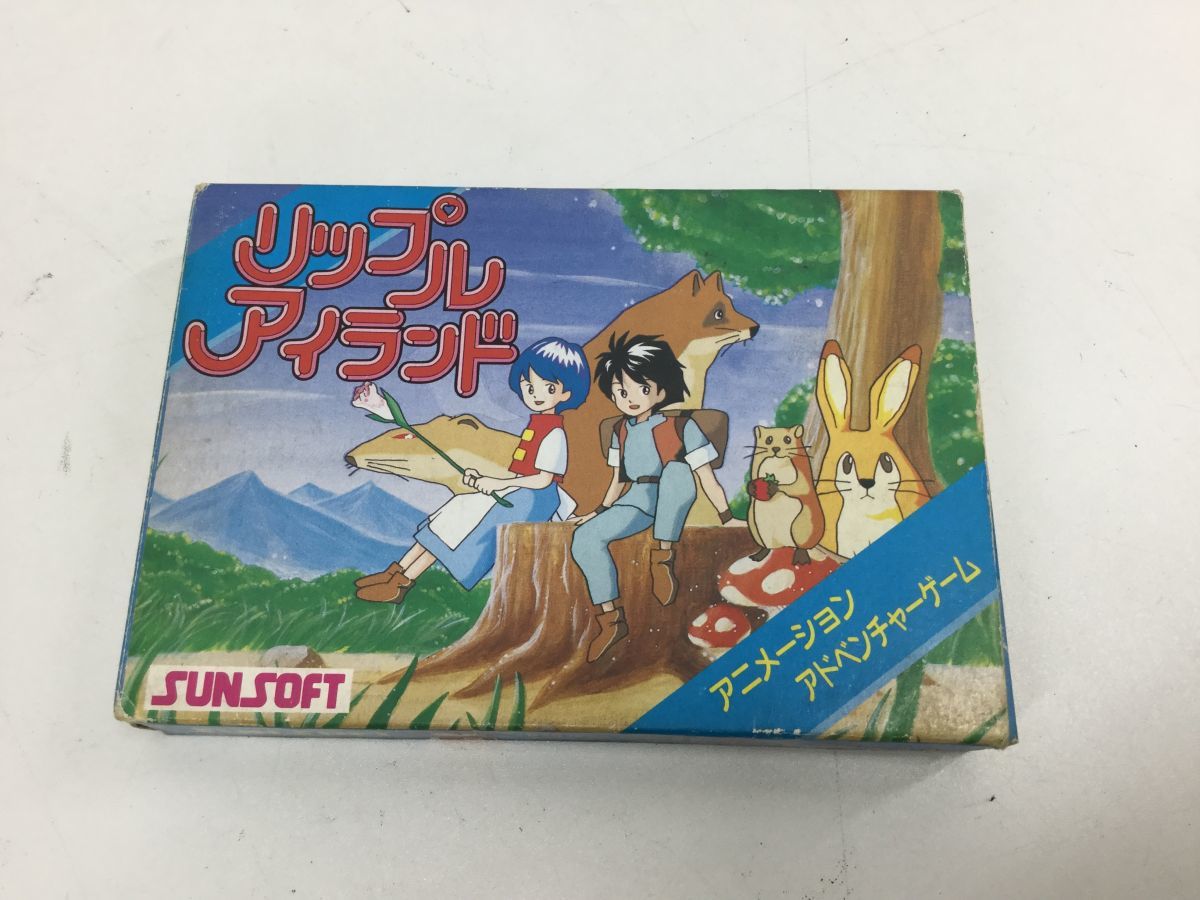 リップル
アイランド
SUNSOFT
アニメーション
アドベンチャーゲーム